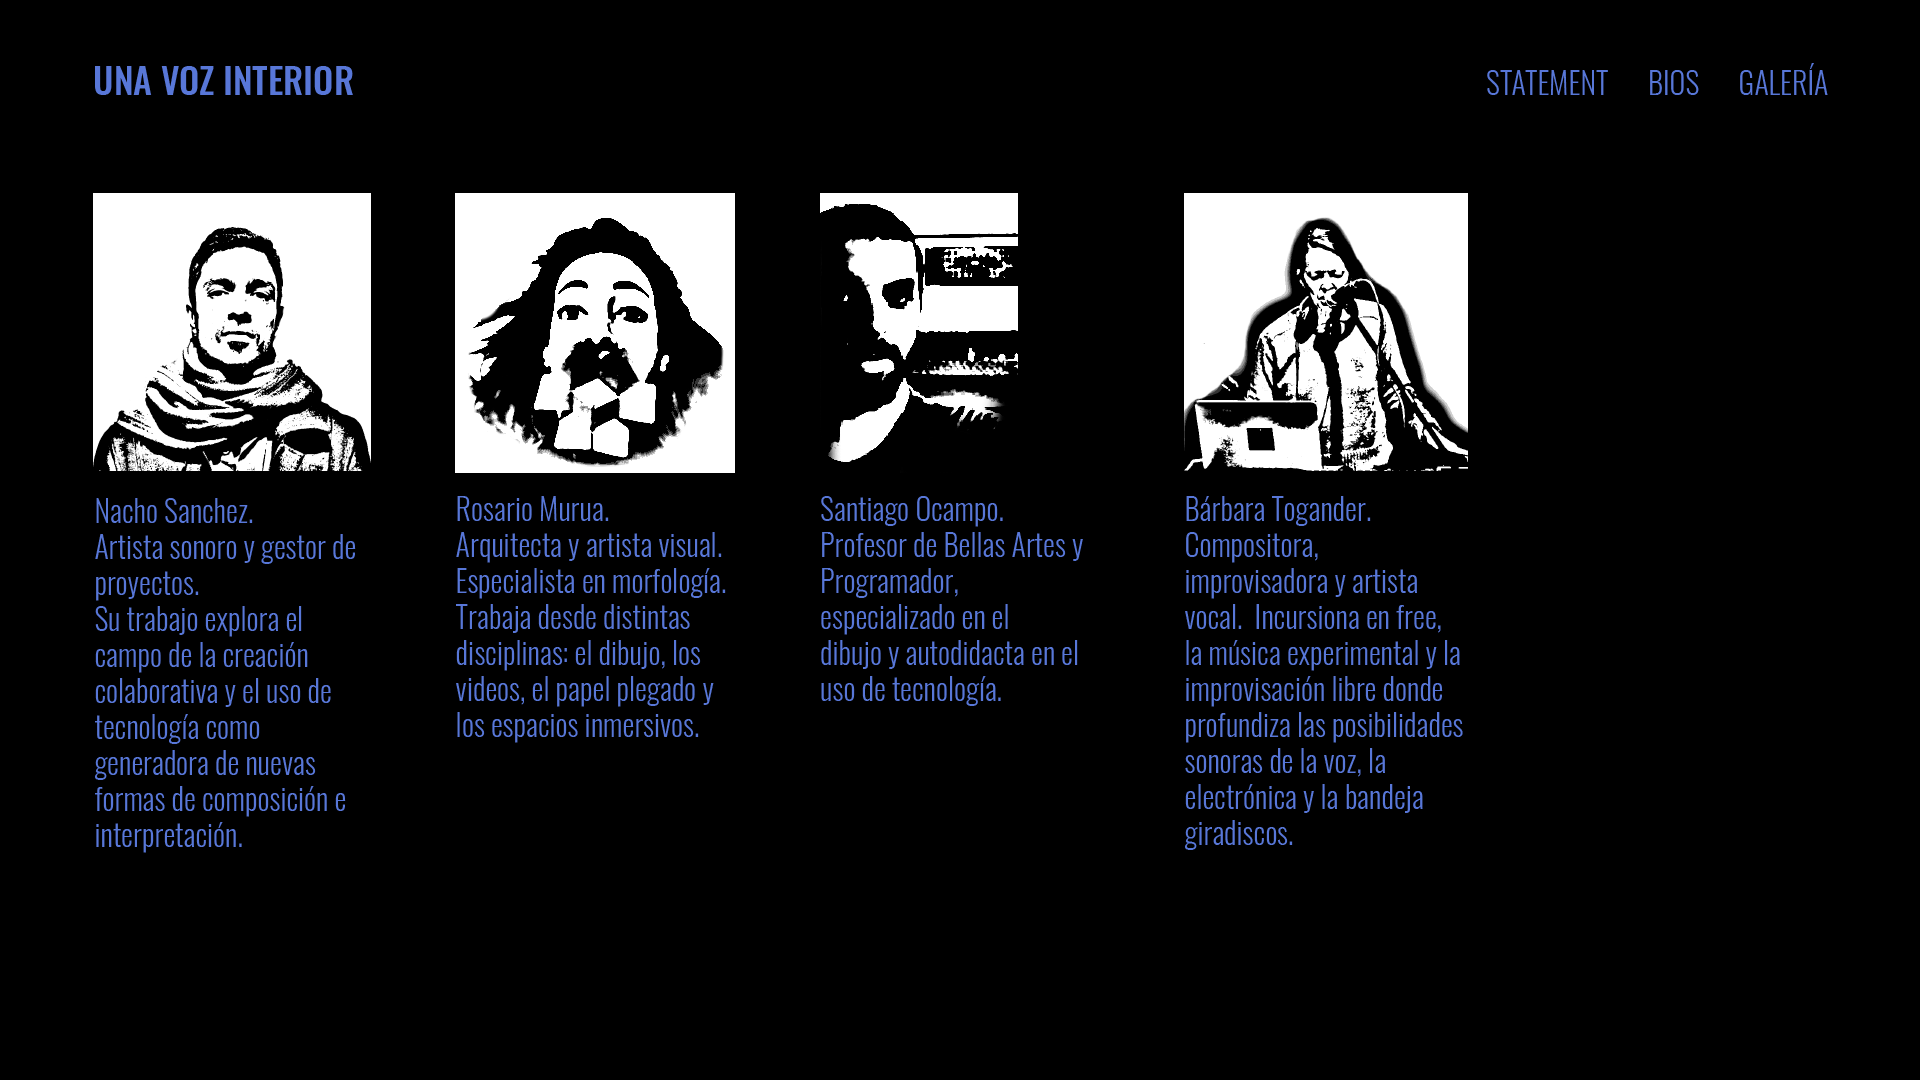 UNA VOZ INTERIOR
STATEMENT BIOS GALERÍA
Nacho Sanchez.
Artista sonoro y gestor de
proyectos.
Su trabajo explora el
campo de la creación
colaborativa y el uso de
tecnología como
generadora de nuevas
formas de composición e
interpretación.
Rosario Murua.
Arquitecta y artista visual.
Especialista en morfología.
Trabaja desde distintas
disciplinas: el dibujo, los
videos, el papel plegado y
los espacios inmersivos.
Santiago Ocampo.
Profesor de Bellas Artes y
Programador,
especializado en el
dibujo y autodidacta en el
uso de tecnología.
Bárbara Togander.
Compositora,
improvisadora y artista
vocal.  Incursiona en free,
la música experimental y la
improvisación libre donde
profundiza las posibilidades
sonoras de la voz, la
electrónica y la bandeja
giradiscos.